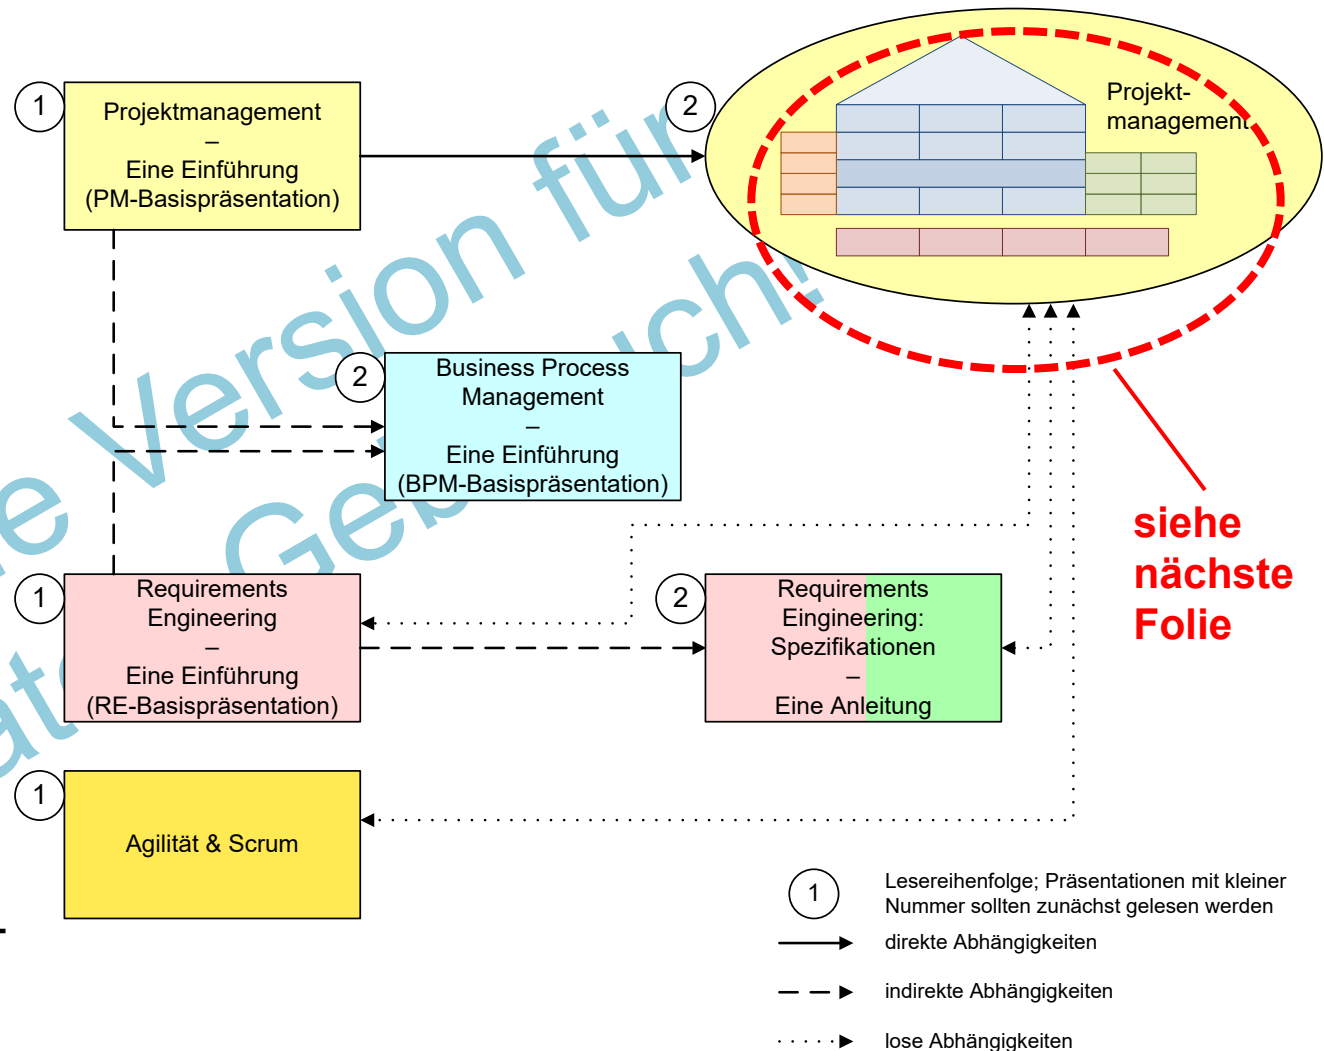 1
Projektmanagement
–
Eine Einführung
(PM-Basispräsentation)
2
Projekt-
management
2
Business Process
Management
–
Eine Einführung
(BPM-Basispräsentation)
siehe
nächste
Folie
1
Requirements
Engineering
–
Eine Einführung
(RE-Basispräsentation)
2
Requirements
Eingineering:
Spezifikationen
–
Eine Anleitung
1
Agilität & Scrum
1
Lesereihenfolge; Präsentationen mit kleiner
Nummer sollten zunächst gelesen werden
direkte Abhängigkeiten
indirekte Abhängigkeiten
lose Abhängigkeiten
Version für